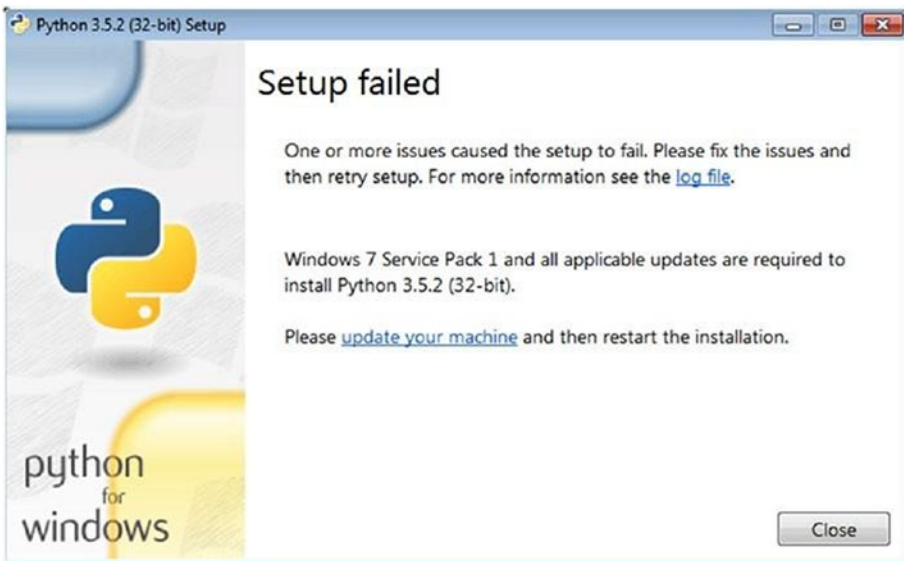 Python 3.5.2 (32-bit) Setup
Setup failed
One or more issues caused the setup to fail. Please fix the issues and
then retry setup. For more information see the log file.
Windows 7 Service Pack 1 and all applicable updates are required to
install Python 3.5.2 (32-bit).
Please update your machine and then restart the installation.
python
for
windows
Close